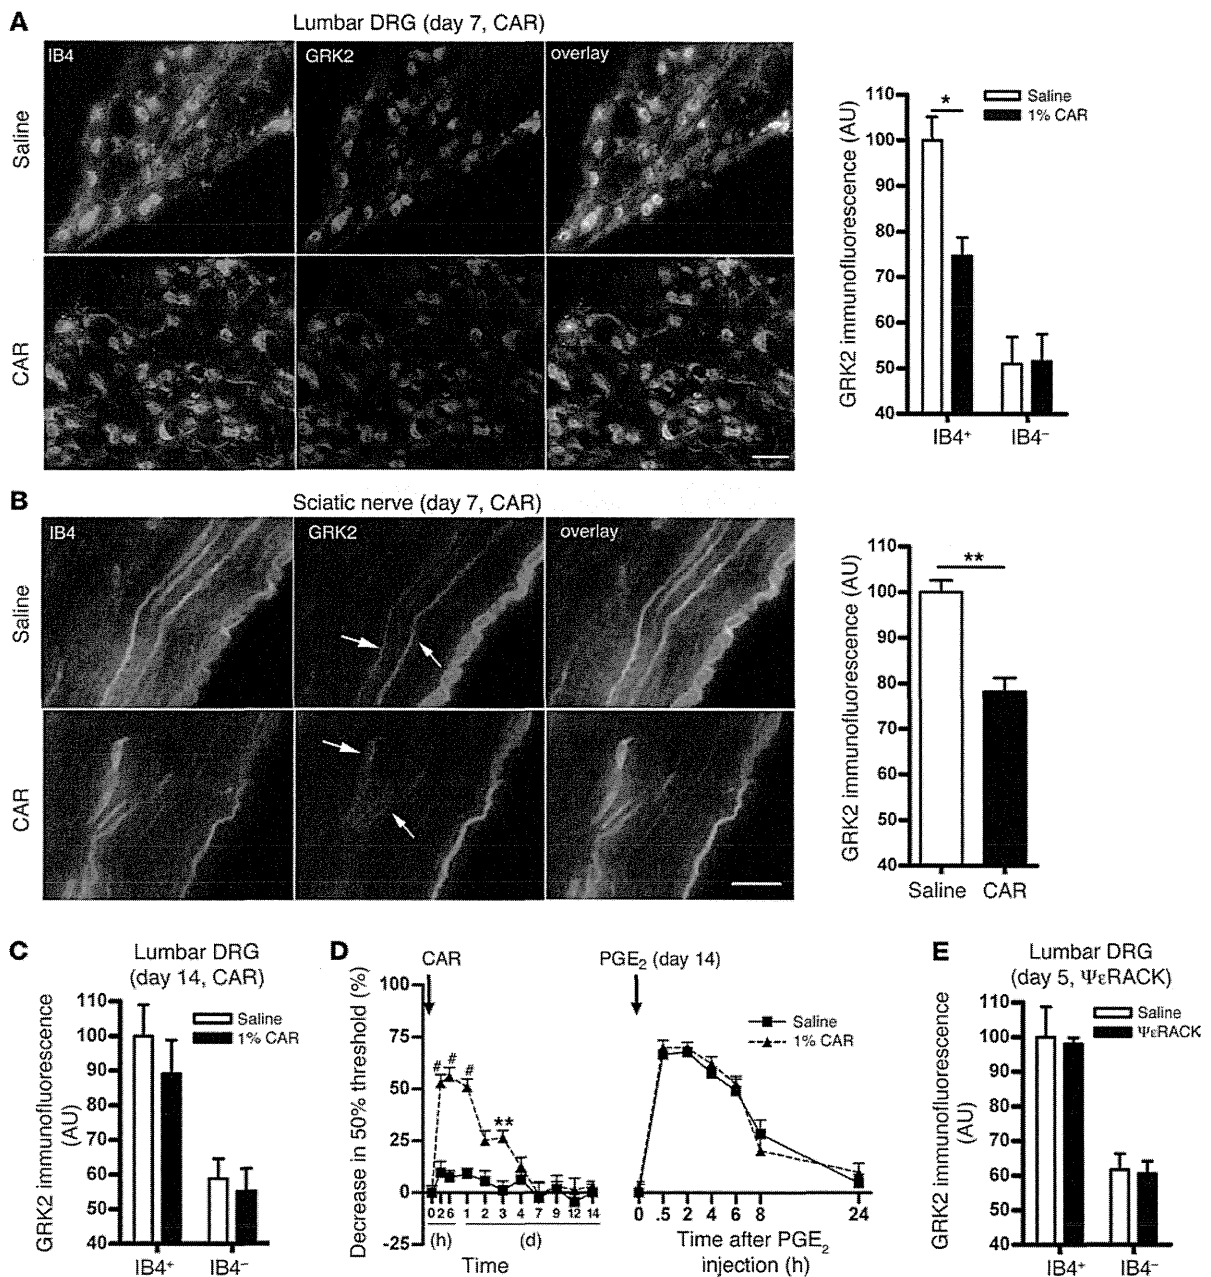 A
Lumbar DRG (day 7, CAR)
IB4
GRK2
overlay
Saline
CAR
GRK2 immunofluorescence (AU)
110
100
90
80
70
60
50
40
*
Saline
1% CAR
IB4+
IB4−
B
Sciatic nerve (day 7, CAR)
IB4
GRK2
overlay
Saline
CAR
GRK2 immunofluorescence (AU)
110
100
90
80
70
60
50
40
**
Saline
CAR
C
Lumbar DRG
(day 14, CAR)
GRK2 immunofluorescence
(AU)
110
100
90
80
70
60
50
40
Saline
1% CAR
IB4+
IB4−
D
CAR
PGE2 (day 14)
Decrease in 50% threshold (%)
100
75
50
25
0
-25
# # #
**
Saline
1% CAR
0 2 6 1 2 3 4 7 9 12 14
(h) (d)
Time
0 .5 2 4 6 8 24
Time after PGE2
injection (h)
E
Lumbar DRG
(day 5, ΨεRACK)
GRK2 immunofluorescence
(AU)
110
100
90
80
70
60
50
40
Saline
ΨεRACK
IB4+
IB4−